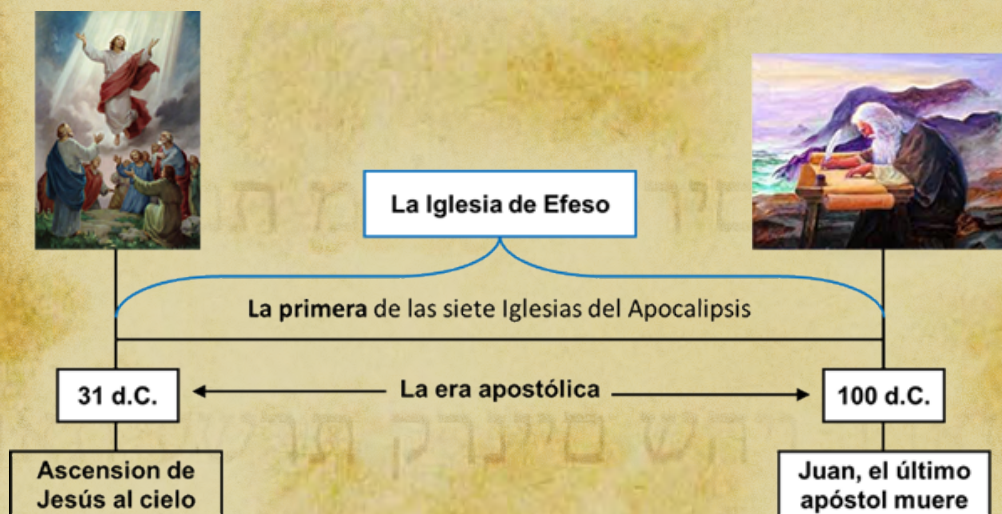 La Iglesia de Efeso
La primera de las siete Iglesias del Apocalipsis
31 d.C.
La era apostólica
100 d.C.
Ascension de
Jesús al cielo
Juan, el último
apóstol muere